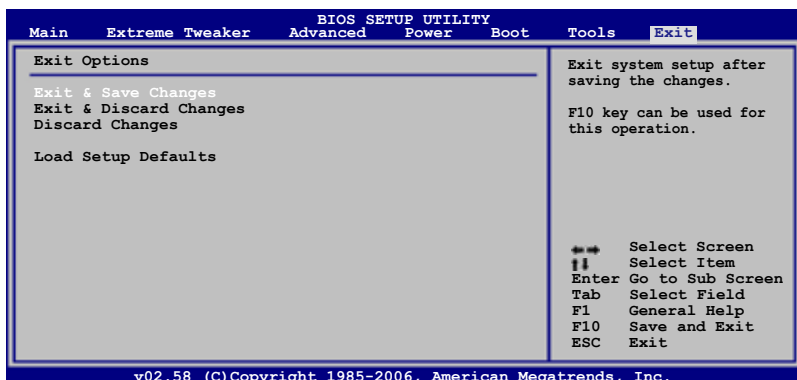 BIOS SETUP UTILITY
Main Extreme Tweaker Advanced Power Boot Tools Exit
Exit Options
Exit & Save Changes
Exit & Discard Changes
Discard Changes
Load Setup Defaults
Exit system setup after
saving the changes.
F10 key can be used for
this operation.
Select Screen
Select Item
Enter Go to Sub Screen
Tab Select Field
F1 General Help
F10 Save and Exit
ESC Exit
v02.58 (C)Copyright 1985-2006, American Megatrends, Inc.